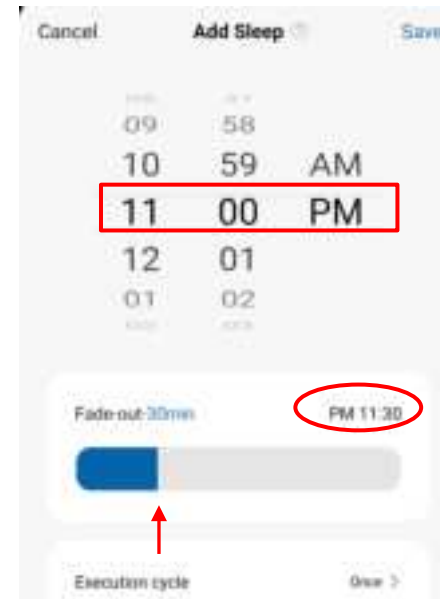 Cancel Add Sleep Save
09 58
10 59 AM
11 00 PM
12 01
01 02
Fade-out 30min PM 11:30
Execution cycle Once >